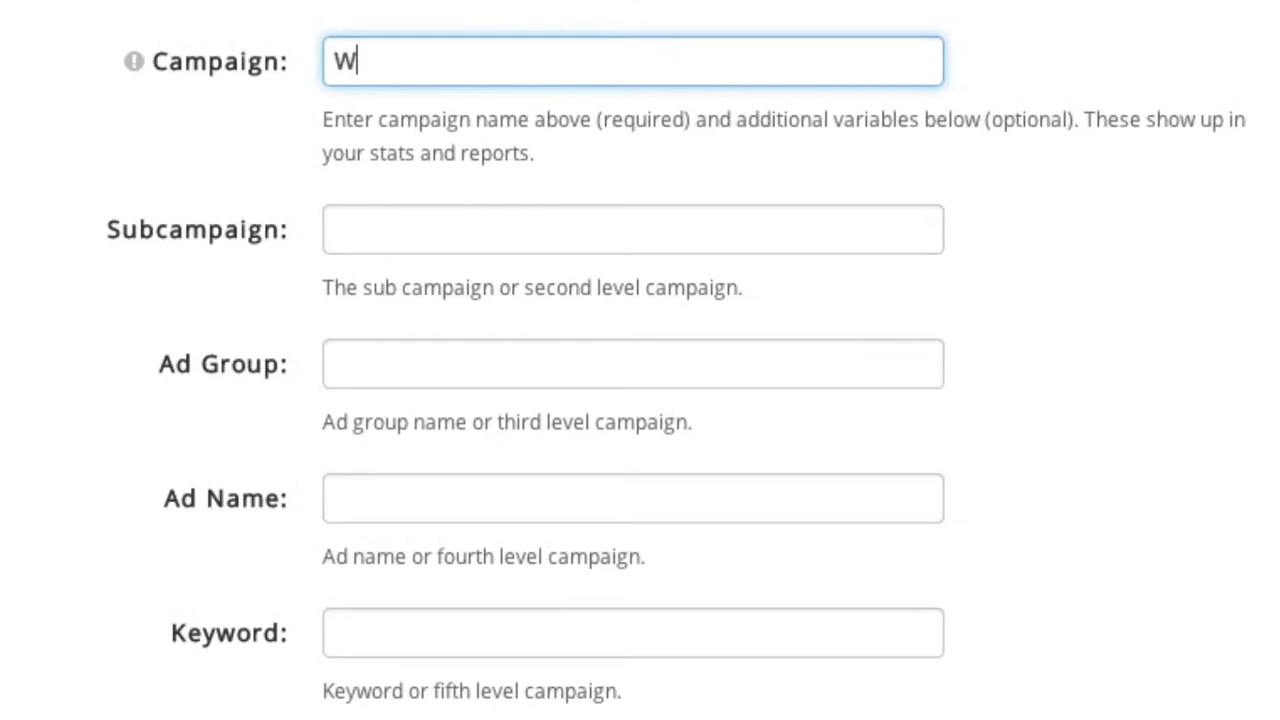 Campaign:
W
Enter campaign name above (required) and additional variables below (optional). These show up in
your stats and reports.
Subcampaign:
The sub campaign or second level campaign.
Ad Group:
Ad group name or third level campaign.
Ad Name:
Ad name or fourth level campaign.
Keyword:
Keyword or fifth level campaign.